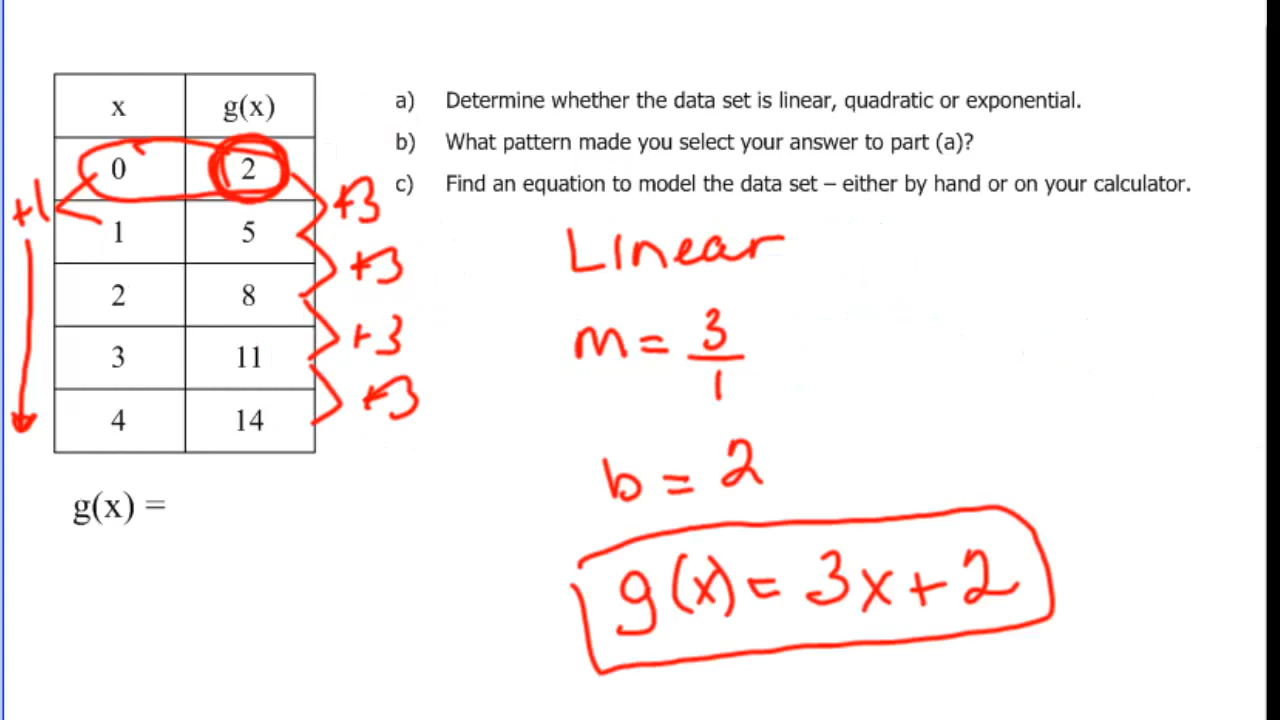 x g(x)
a) Determine whether the data set is linear, quadratic or exponential.
b) What pattern made you select your answer to part (a)?
c) Find an equation to model the data set – either by hand or on your calculator.
0 2
+1
+3
1 5
+3
2 8
+3
3 11
+3
4 14
g(x) =
Linear
m = 3/1
b = 2
g(x) = 3x + 2